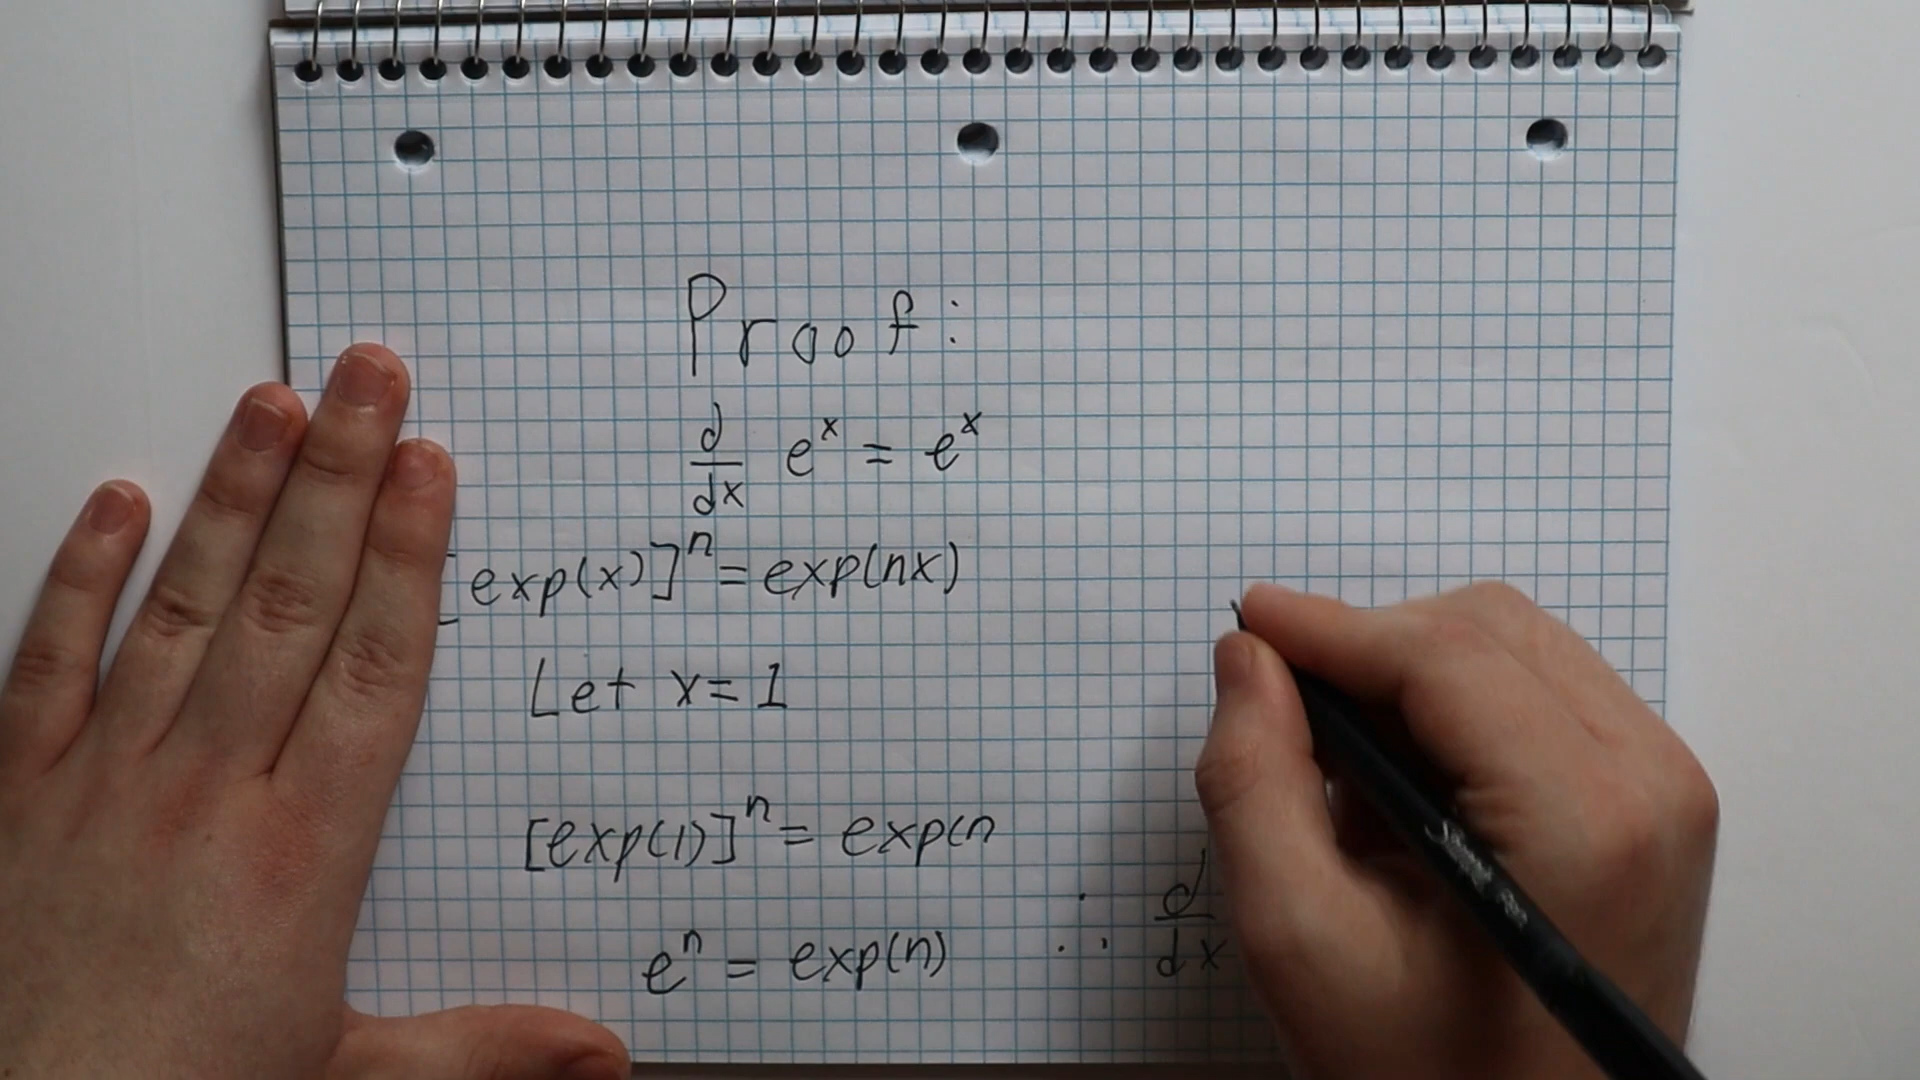 Proof:
d/dx e^x = e^x
[exp(x)]^n = exp(nx)
Let x=1
[exp(1)]^n = exp(n
e^n = exp(n)
∴ d/dx